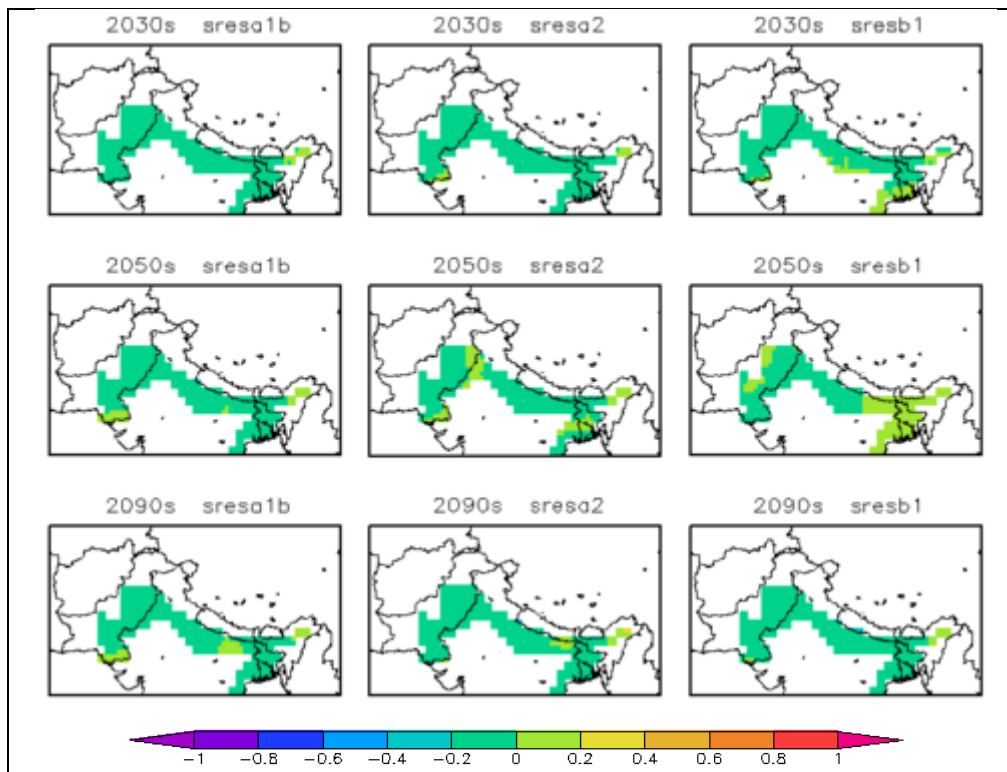 2030s sresa1b
2030s sresa2
2030s sresb1
2050s sresa1b
2050s sresa2
2050s sresb1
2090s sresa1b
2090s sresa2
2090s sresb1
-1 -0.8 -0.6 -0.4 -0.2 0 0.2 0.4 0.6 0.8 1